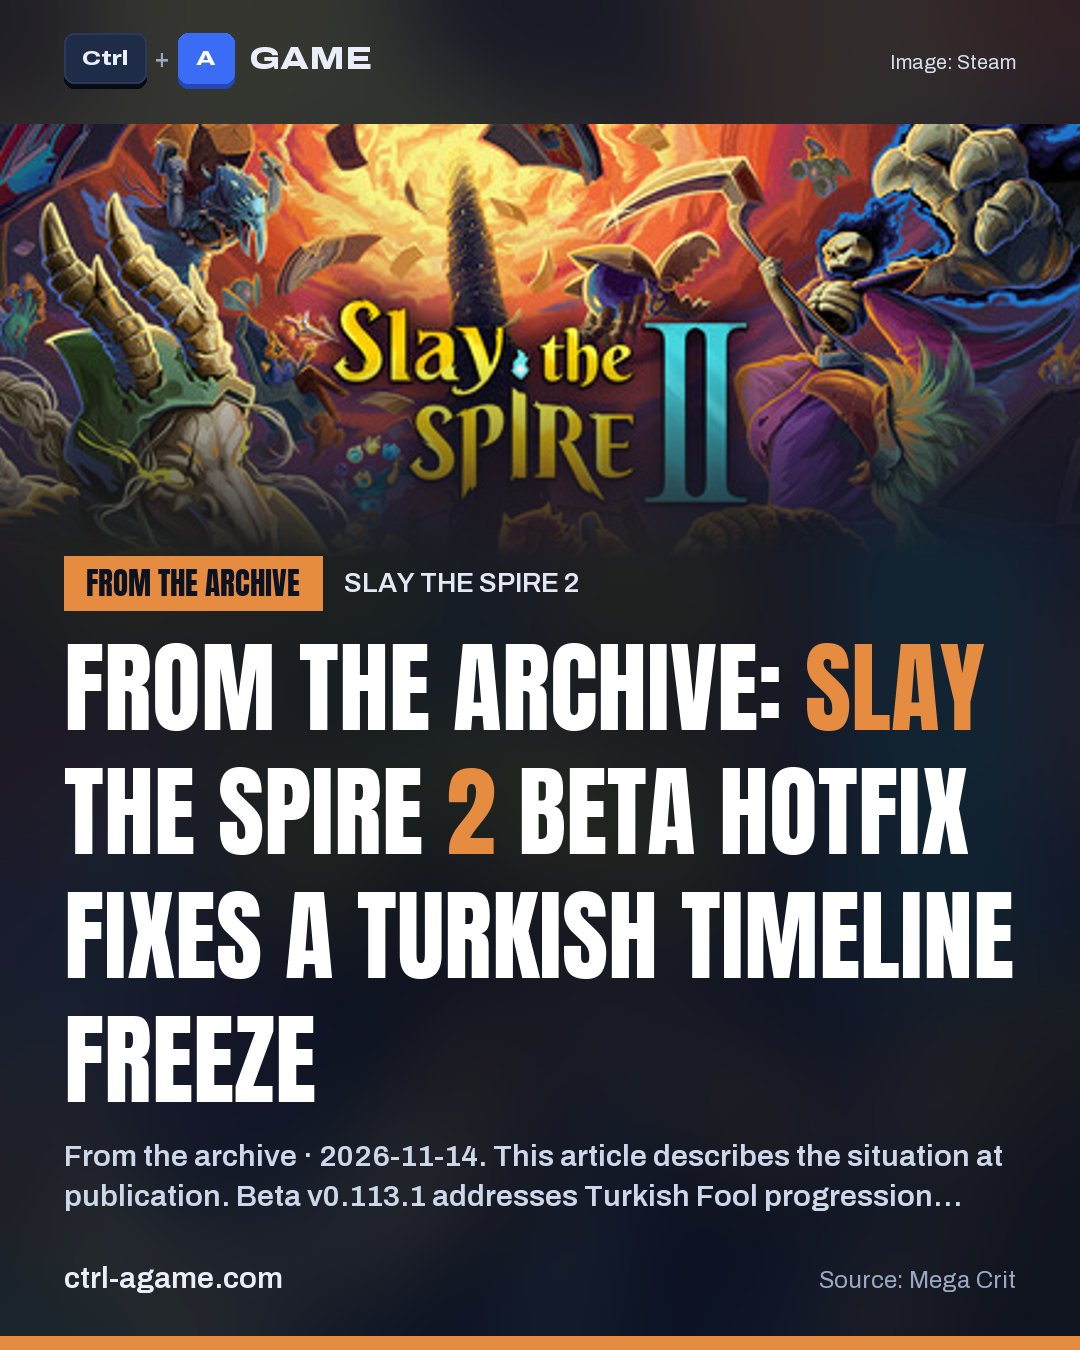 Ctrl + A GAME
Image: Steam
Slay the
SPIRE II
FROM THE ARCHIVE SLAY THE SPIRE 2
FROM THE ARCHIVE: SLAY
THE SPIRE 2 BETA HOTFIX
FIXES A TURKISH TIMELINE
FREEZE
From the archive · 2026-11-14. This article describes the situation at
publication. Beta v0.113.1 addresses Turkish Fool progression...
ctrl-agame.com
Source: Mega Crit